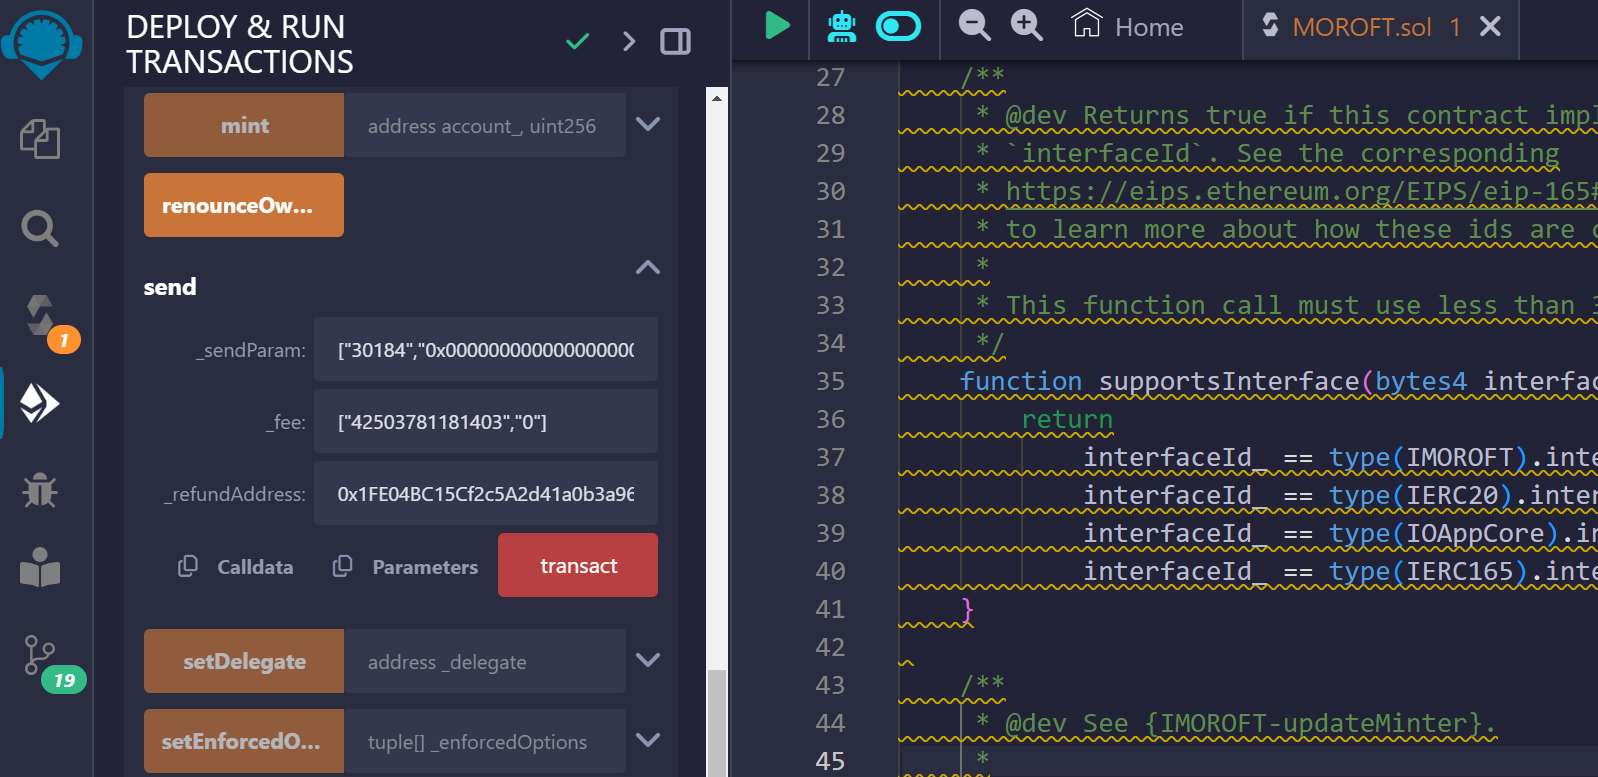 DEPLOY & RUN
TRANSACTIONS
mint
address account_, uint256
renounceOw...
send
_sendParam:
["30184","0x000000000000000000
_fee:
["42503781181403","0"]
_refundAddress:
0x1FE04BC15Cf2c5A2d41a0b3a96
Calldata
Parameters
transact
setDelegate
address _delegate
setEnforcedO...
tuple[] _enforcedOptions
1
19
Home
MOROFT.sol 1
27 /**
28 * @dev Returns true if this contract impl
29 * `interfaceId`. See the corresponding
30 * https://eips.ethereum.org/EIPS/eip-165#
31 * to learn more about how these ids are c
32 *
33 * This function call must use less than 3
34 */
35 function supportsInterface(bytes4 interfac
36 return
37 interfaceId_ == type(IMOROFT).inte
38 interfaceId_ == type(IERC20).inter
39 interfaceId_ == type(IOAppCore).in
40 interfaceId_ == type(IERC165).inte
41 }
42
43 /**
44 * @dev See {IMOROFT-updateMinter}.
45 *